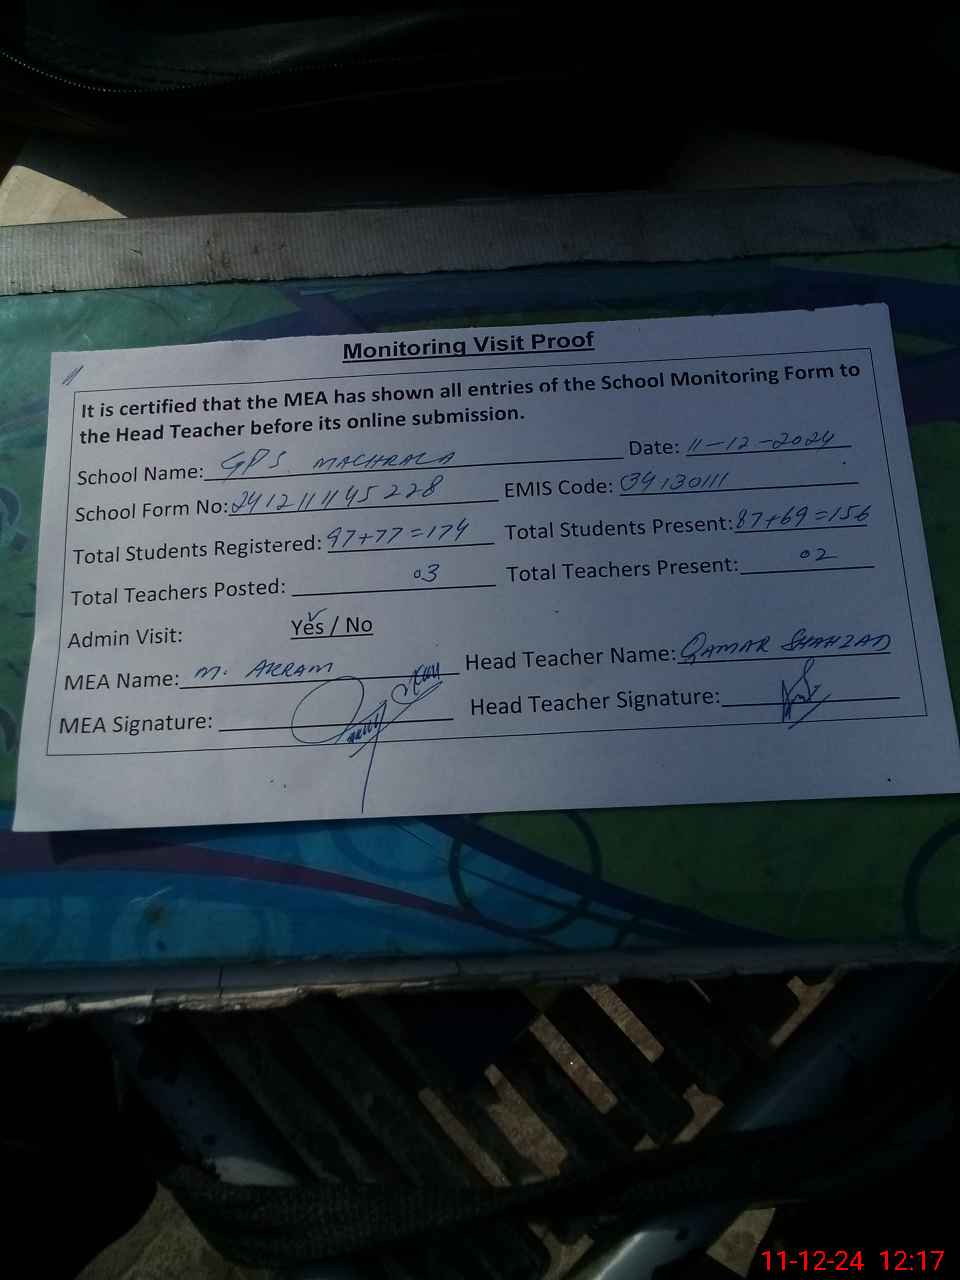 Monitoring Visit Proof
It is certified that the MEA has shown all entries of the School Monitoring Form to
the Head Teacher before its online submission.
School Name: GPS MACHRALA Date: 11-12-2024
School Form No: 2412111145228 EMIS Code: 34130111
Total Students Registered: 97+77=174 Total Students Present: 87+69=156
Total Teachers Posted: 03 Total Teachers Present: 02
Admin Visit: Yes / No
MEA Name: M. AKRAM Head Teacher Name: QAMAR SHAHZAD
MEA Signature: Head Teacher Signature:
11-12-24 12:17